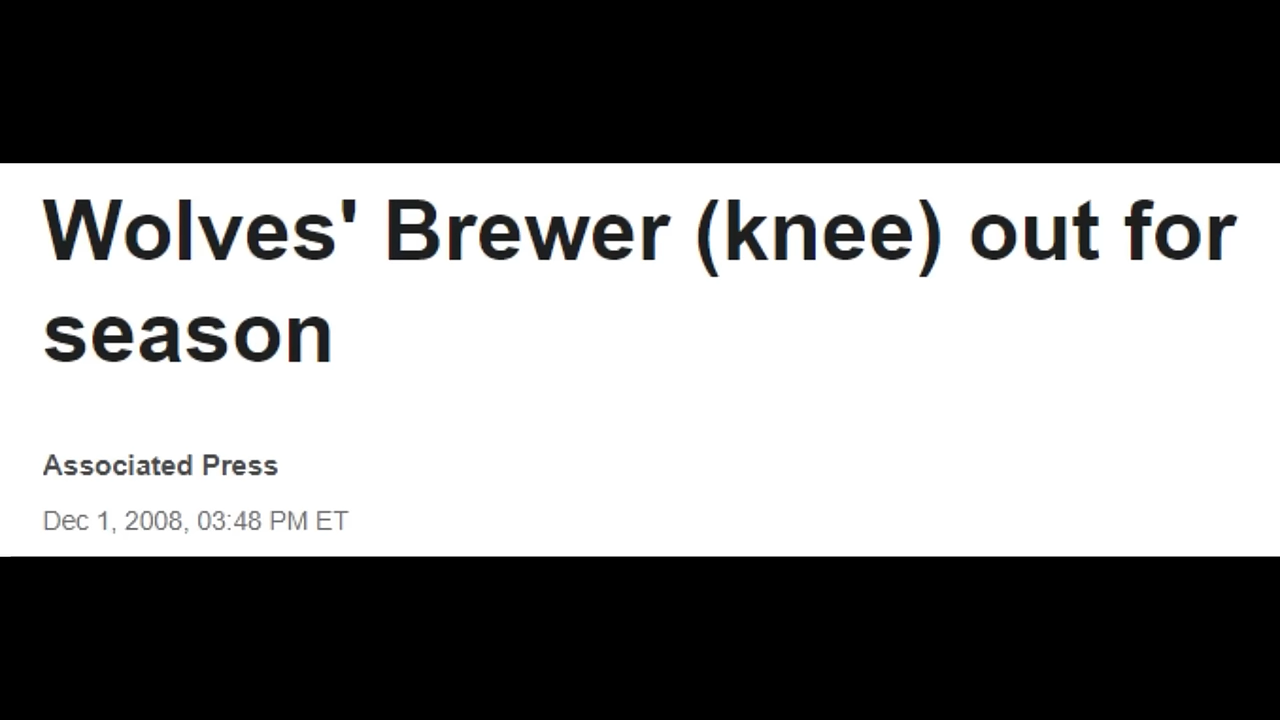 Wolves' Brewer (knee) out for
season
Associated Press
Dec 1, 2008, 03:48 PM ET